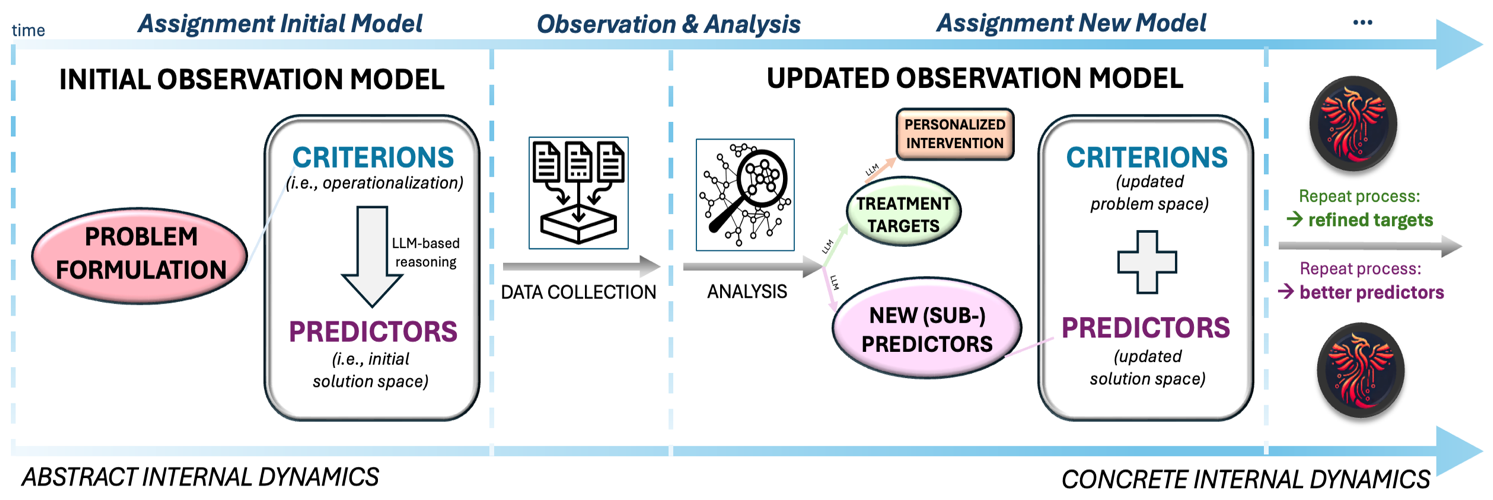 time
Assignment Initial Model
Observation & Analysis
Assignment New Model
...
INITIAL OBSERVATION MODEL
PROBLEM
FORMULATION
CRITERIONS
(i.e., operationalization)
LLM-based
reasoning
PREDICTORS
(i.e., initial
solution space)
DATA COLLECTION
UPDATED OBSERVATION MODEL
ANALYSIS
LLM
LLM
LLM
PERSONALIZED
INTERVENTION
TREATMENT
TARGETS
NEW (SUB-)
PREDICTORS
CRITERIONS
(updated
problem space)
PREDICTORS
(updated
solution space)
Repeat process:
→ refined targets
Repeat process:
→ better predictors
ABSTRACT INTERNAL DYNAMICS
CONCRETE INTERNAL DYNAMICS